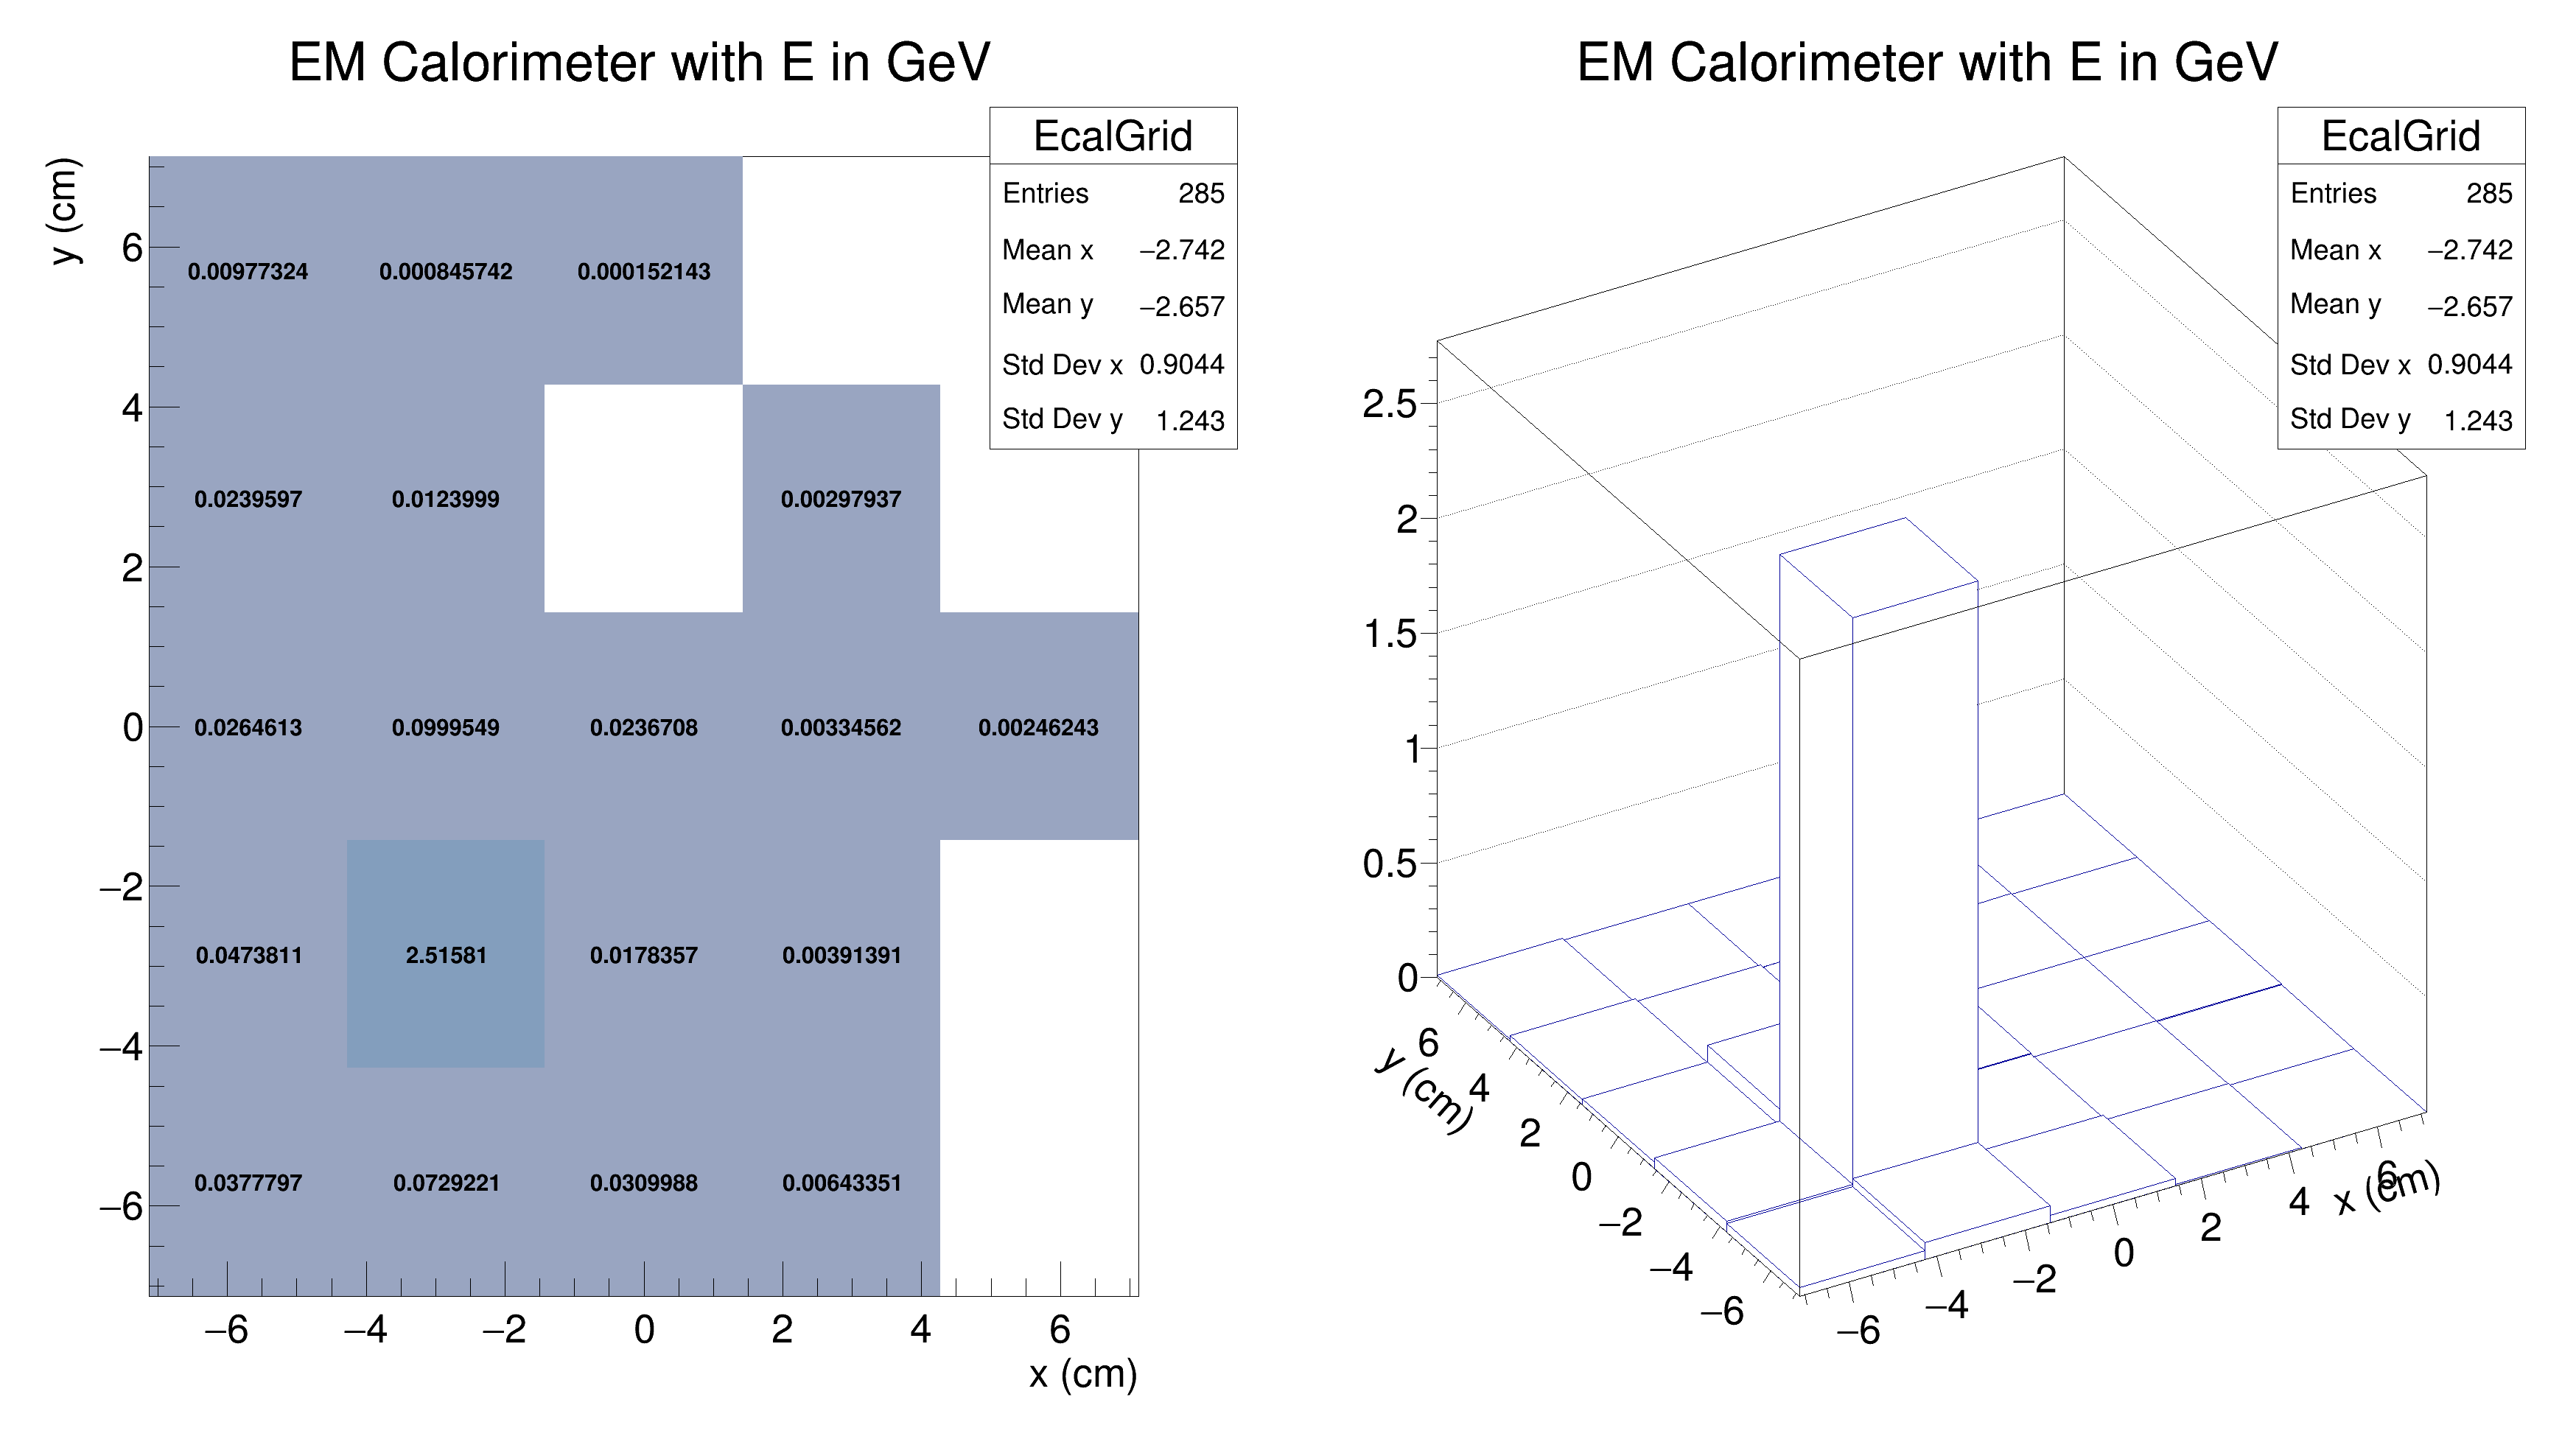 EM Calorimeter with E in GeV
EcalGrid
Entries 285
Mean x −2.742
Mean y −2.657
Std Dev x 0.9044
Std Dev y 1.243
y (cm)
6
4
2
0
−2
−4
−6
0.00977324 0.000845742 0.000152143
0.0239597 0.0123999 0.00297937
0.0264613 0.0999549 0.0236708 0.00334562 0.00246243
0.0473811 2.51581 0.0178357 0.00391391
0.0377797 0.0729221 0.0309988 0.00643351
−6 −4 −2 0 2 4 6
x (cm)
EM Calorimeter with E in GeV
EcalGrid
Entries 285
Mean x −2.742
Mean y −2.657
Std Dev x 0.9044
Std Dev y 1.243
2.5
2
1.5
1
0.5
0
6
4
2
0
−2
−4
−6
y (cm)
−6 −4 −2 0 2 4 6
x (cm)